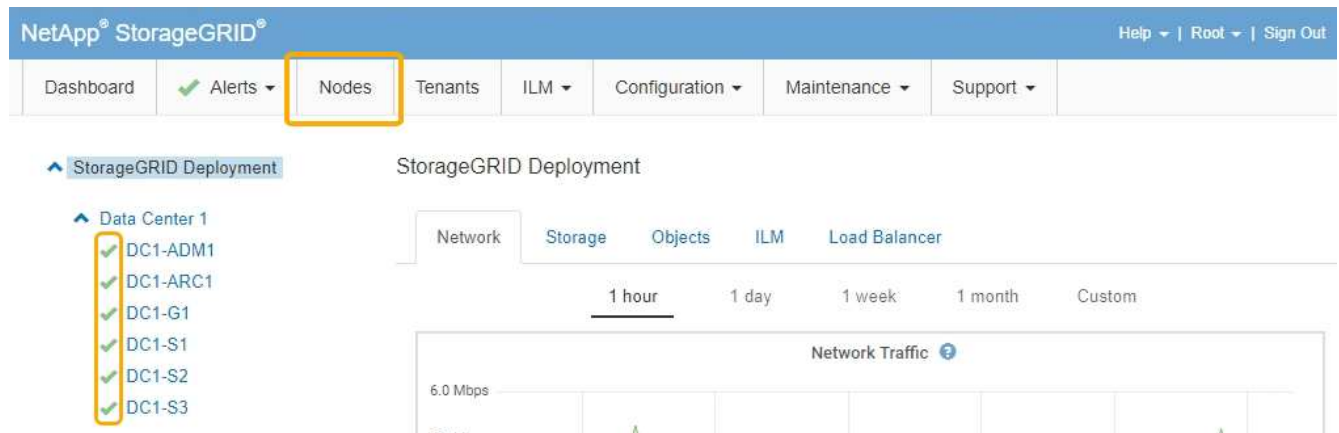 NetApp® StorageGRID®
Help | Root | Sign Out
Dashboard Alerts Nodes Tenants ILM Configuration Maintenance Support
StorageGRID Deployment
Data Center 1
DC1-ADM1
DC1-ARC1
DC1-G1
DC1-S1
DC1-S2
DC1-S3
StorageGRID Deployment
Network Storage Objects ILM Load Balancer
1 hour 1 day 1 week 1 month Custom
Network Traffic
6.0 Mbps